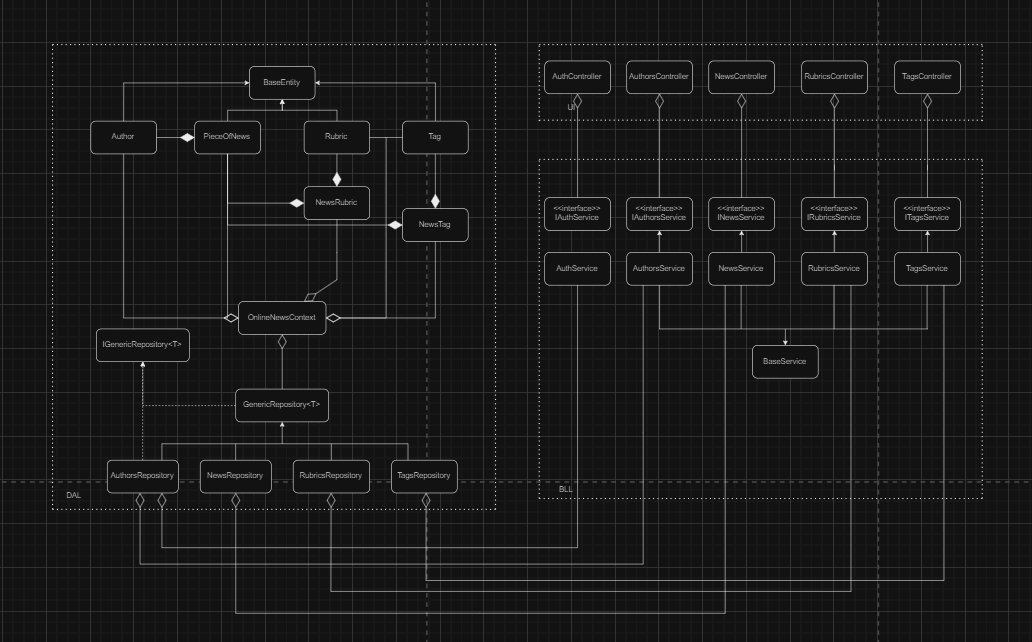 BaseEntity
Author
PieceOfNews
Rubric
Tag
NewsRubric
NewsTag
OnlineNewsContext
IGenericRepository<T>
GenericRepository<T>
AuthorsRepository
NewsRepository
RubricsRepository
TagsRepository
DAL
AuthController
AuthorsController
NewsController
RubricsController
TagsController
UI
<<interface>>
IAuthService
<<interface>>
IAuthorsService
<<interface>>
INewsService
<<interface>>
IRubricsService
<<interface>>
ITagsService
AuthService
AuthorsService
NewsService
RubricsService
TagsService
BaseService
BLL